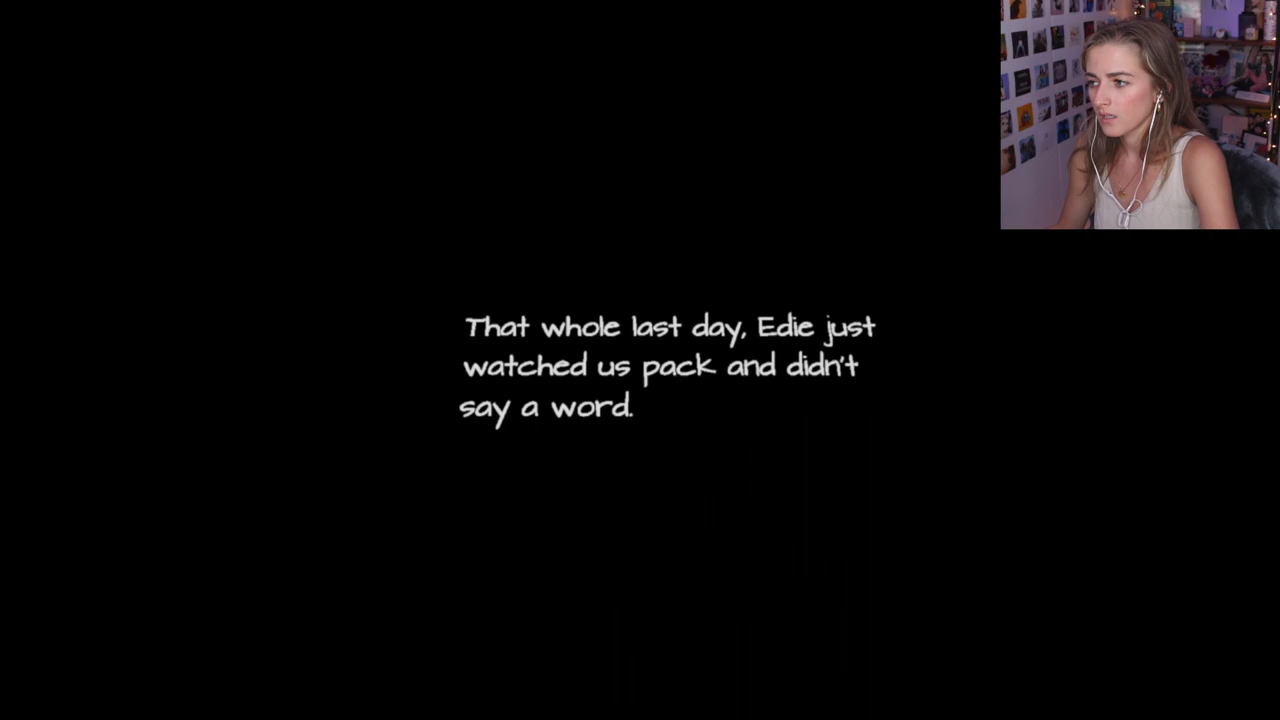 That whole last day, Edie just
watched us pack and didn't
say a word.